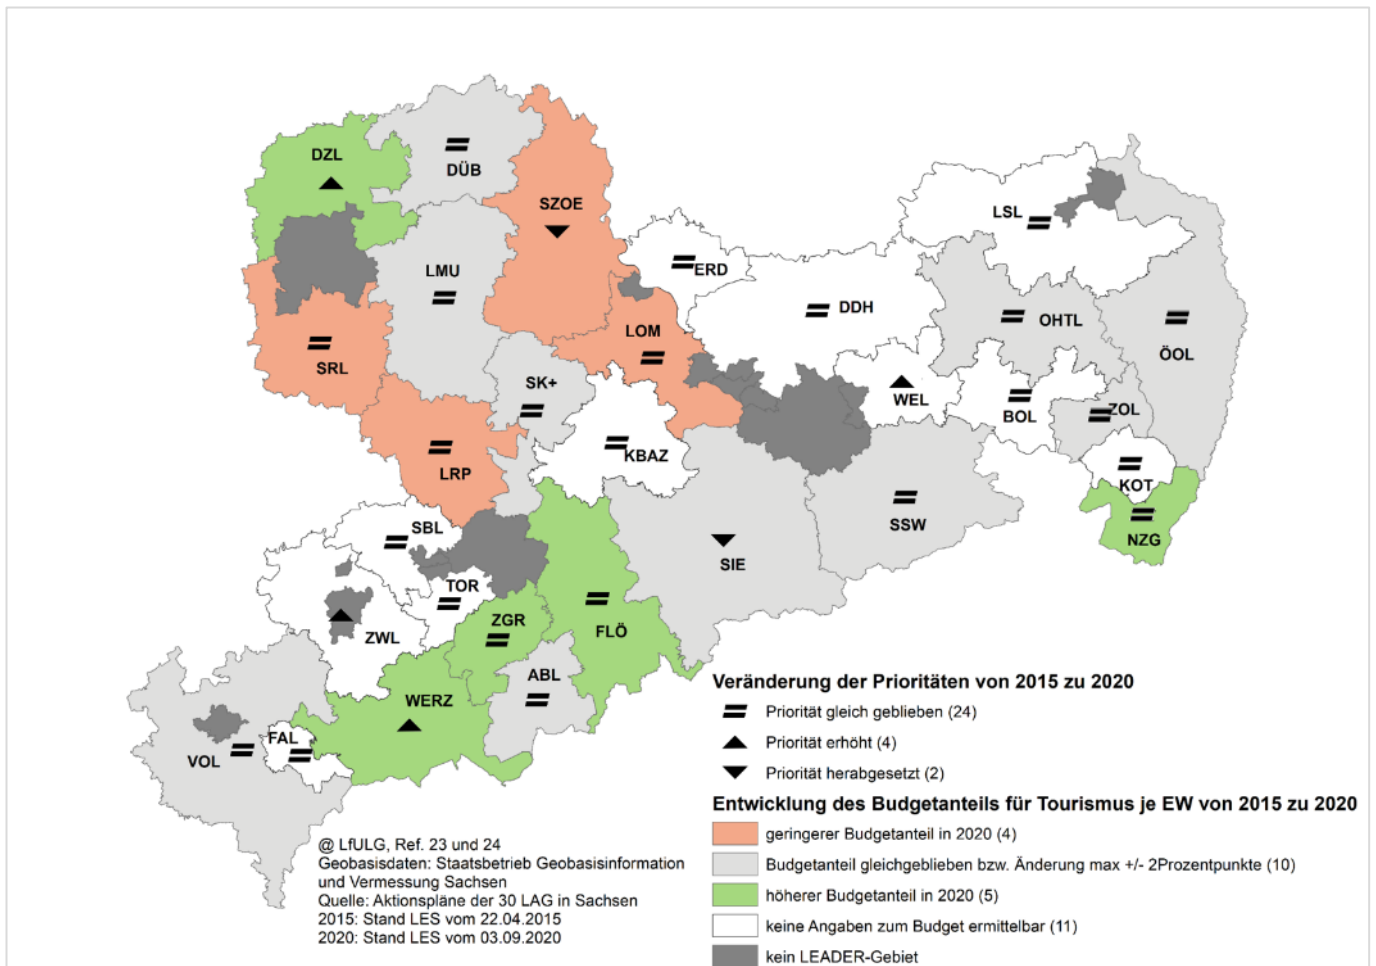 DZL
DÜB
SZOE
LSL
LMU
ERD
DDH
OHTL
LOM
ÖOL
SRL
SK+
WEL
BOL
ZOL
LRP
KBAZ
KOT
SSW
NZG
SBL
SIE
TOR
ZGR
FLÖ
ZWL
ABL
WERZ
FAL
VOL
Veränderung der Prioritäten von 2015 zu 2020
Priorität gleich geblieben (24)
Priorität erhöht (4)
Priorität herabgesetzt (2)
Entwicklung des Budgetanteils für Tourismus je EW von 2015 zu 2020
geringerer Budgetanteil in 2020 (4)
Budgetanteil gleichgeblieben bzw. Änderung max +/- 2Prozentpunkte (10)
höherer Budgetanteil in 2020 (5)
keine Angaben zum Budget ermittelbar (11)
kein LEADER-Gebiet
@ LfULG, Ref. 23 und 24
Geobasisdaten: Staatsbetrieb Geobasisinformation
und Vermessung Sachsen
Quelle: Aktionspläne der 30 LAG in Sachsen
2015: Stand LES vom 22.04.2015
2020: Stand LES vom 03.09.2020